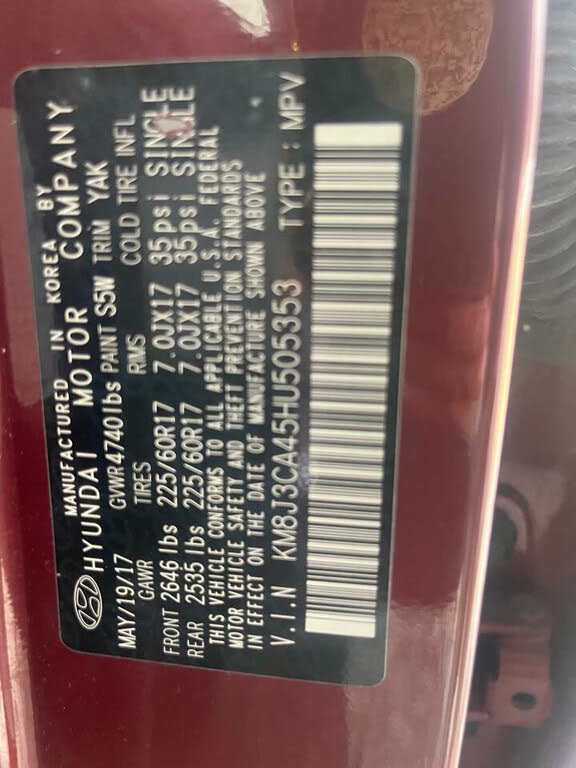 MANUFACTURED IN KOREA BY
HYUNDAI MOTOR COMPANY
MAY/19/17 GVWR 4740lbs PAINT S5W TRIM YAK
GAWR TIRES RMS COLD TIRE INFL
FRONT 2646 lbs 225/60R17 7.0JX17 35psi SINGLE
REAR 2535 lbs 225/60R17 7.0JX17 35psi SINGLE
THIS VEHICLE CONFORMS TO ALL APPLICABLE U.S.A. FEDERAL
MOTOR VEHICLE SAFETY AND THEFT PREVENTION STANDARDS
IN EFFECT ON THE DATE OF MANUFACTURE SHOWN ABOVE
V.I.N KM8J3CA45HU505353 TYPE : MPV